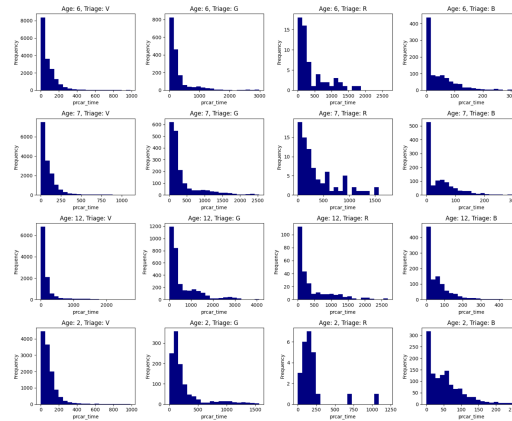 Age: 6, Triage: V
Age: 6, Triage: G
Age: 6, Triage: R
Age: 6, Triage: B
Frequency
8000
6000
4000
2000
0
0 200 400 600 800 1000
prcar_time
Frequency
800
600
400
200
0
0 1000 2000 3000
prcar_time
Frequency
15
10
5
0
0 500 1000 1500 2000 2500
prcar_time
Frequency
400
300
200
100
0
0 100 200
prcar_time
Age: 7, Triage: V
Age: 7, Triage: G
Age: 7, Triage: R
Age: 7, Triage: B
Frequency
6000
4000
2000
0
0 250 500 750 1000
prcar_time
Frequency
600
500
400
300
200
100
0
0 500 1000 1500 2000 2500
prcar_time
Frequency
15
10
5
0
0 500 1000 1500
prcar_time
Frequency
500
400
300
200
100
0
0 100 200
prcar_time
Age: 12, Triage: V
Age: 12, Triage: G
Age: 12, Triage: R
Age: 12, Triage: B
Frequency
6000
4000
2000
0
0 1000 2000
prcar_time
Frequency
1200
1000
800
600
400
200
0
0 1000 2000 3000 4000
prcar_time
Frequency
100
80
60
40
20
0
0 500 1000 1500 2000 2500
prcar_time
Frequency
400
300
200
100
0
0 100 200 300 400
prcar_time
Age: 2, Triage: V
Age: 2, Triage: G
Age: 2, Triage: R
Age: 2, Triage: B
Frequency
4000
3000
2000
1000
0
0 200 400 600 800 1000
prcar_time
Frequency
300
200
100
0
0 500 1000 1500
prcar_time
Frequency
6
4
2
0
0 250 500 750 1000 1250
prcar_time
Frequency
300
250
200
150
100
50
0
0 50 100 150 200
prcar_time